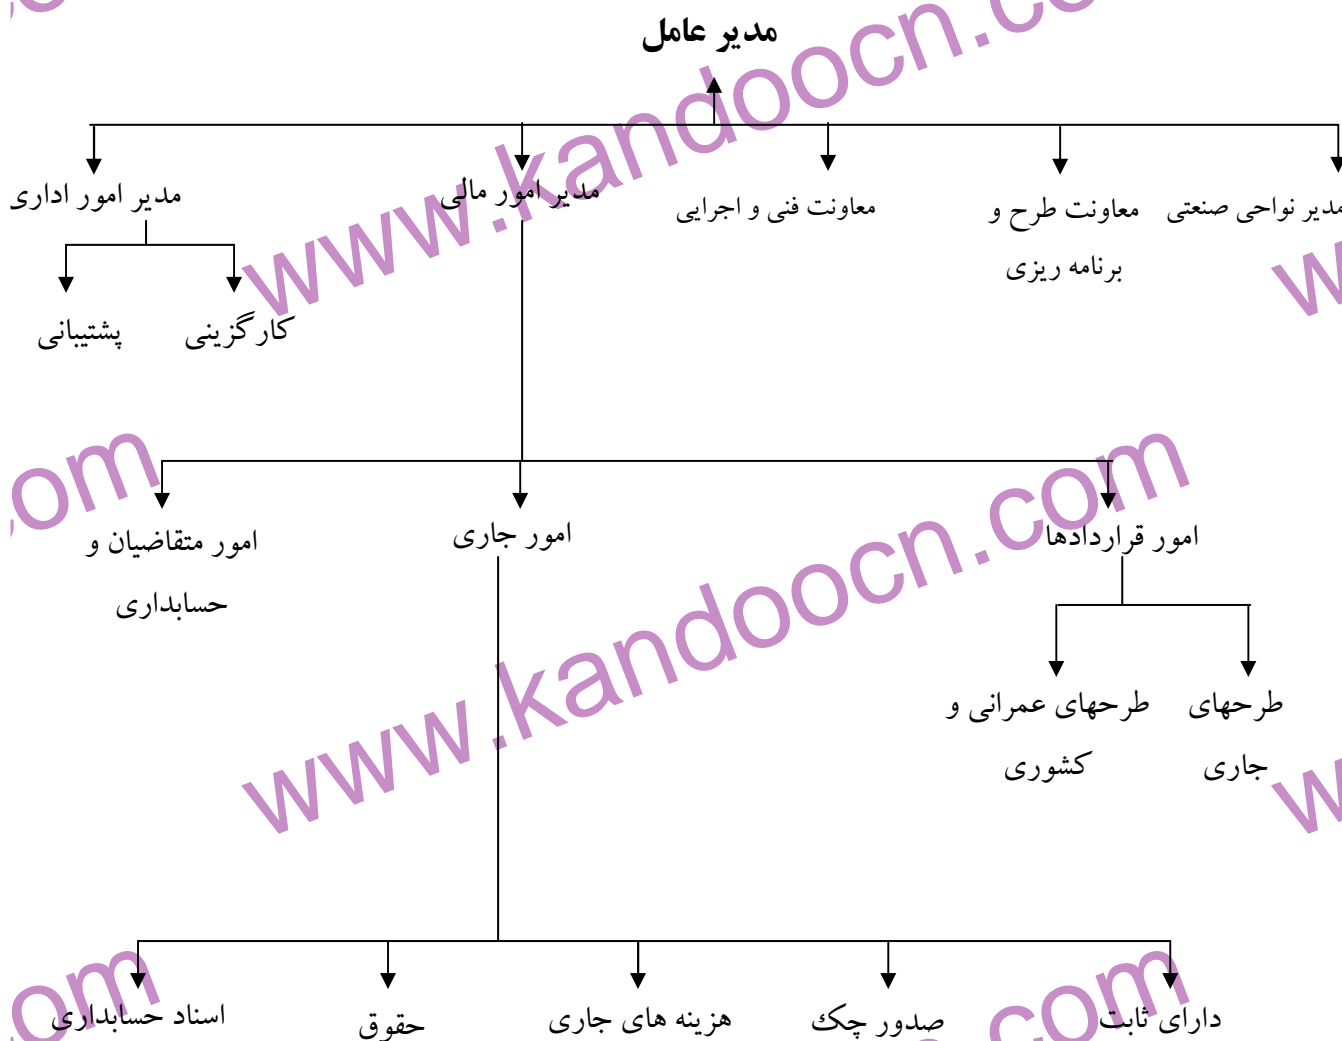 مدیر عامل
مدیر نواحی صنعتی
معاونت طرح و
برنامه ریزی
معاونت فنی و اجرایی
مدیر امور مالی
مدیر امور اداری
کارگزینی
پشتیبانی
امور قراردادها
امور جاری
امور متقاضیان و
حسابداری
طرحهای
جاری
طرحهای عمرانی و
کشوری
دارای ثابت
صدور چک
هزینه های جاری
حقوق
اسناد حسابداری
www.kandoocn.com
www.kandoocn.com